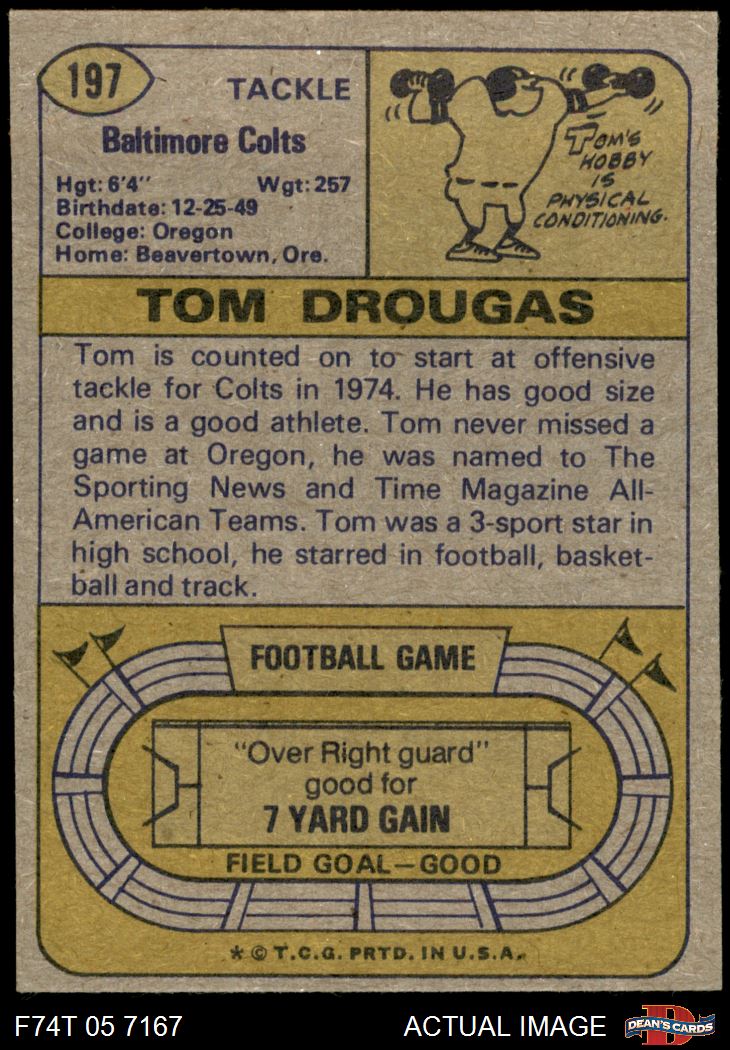 197
TACKLE
Baltimore Colts
Hgt: 6'4" Wgt: 257
Birthdate: 12-25-49
College: Oregon
Home: Beavertown, Ore.
TOM'S
HOBBY
IS
PHYSICAL
CONDITIONING.
TOM DROUGAS
Tom is counted on to start at offensive
tackle for Colts in 1974. He has good size
and is a good athlete. Tom never missed a
game at Oregon, he was named to The
Sporting News and Time Magazine All-
American Teams. Tom was a 3-sport star in
high school, he starred in football, basket-
ball and track.
FOOTBALL GAME
"Over Right guard"
good for
7 YARD GAIN
FIELD GOAL—GOOD
* © T.C.G. PRTD. IN U.S.A.
F74T 05 7167 ACTUAL IMAGE
D
DEAN'S CARDS